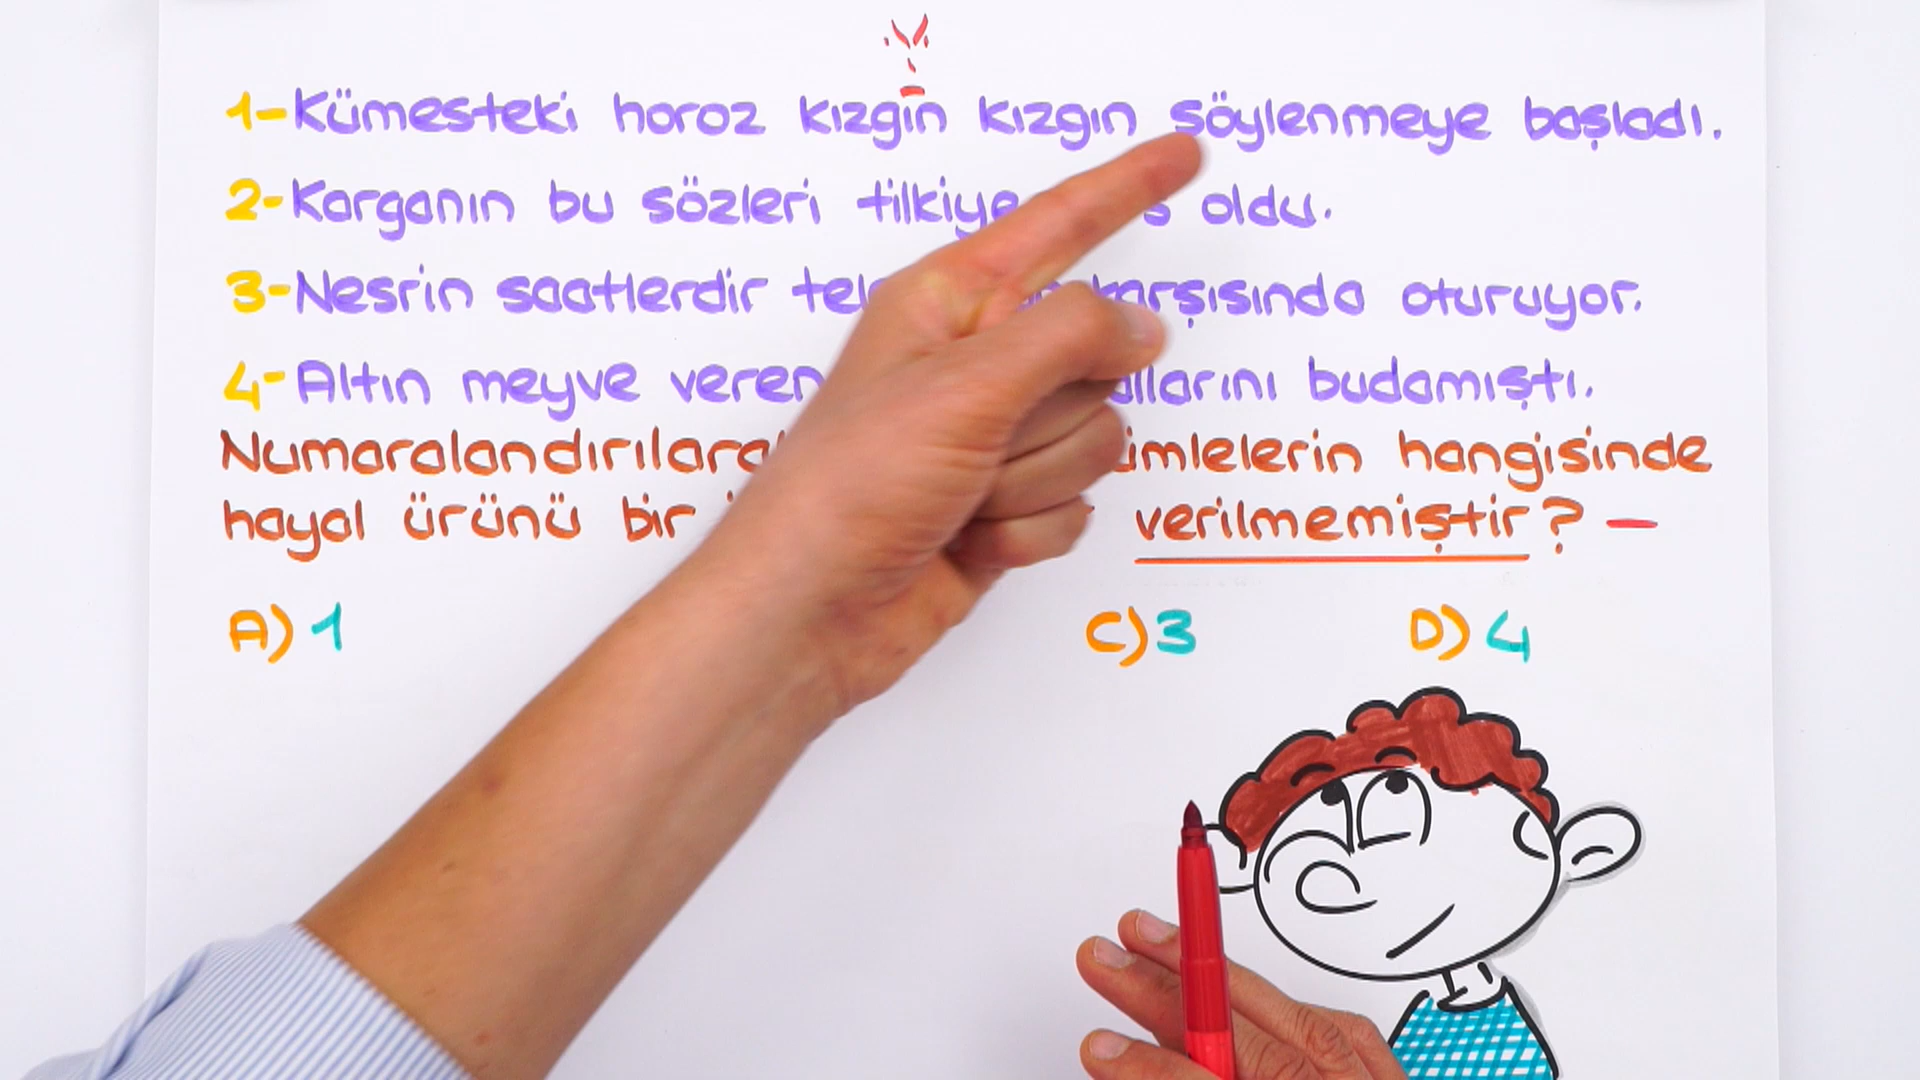 1-Kümesteki horoz kızgın kızgın söylenmeye başladı.
2-Karganın bu sözleri tilkiye oldu.
3-Nesrin saatlerdir karşısında oturuyor.
4-Altın meyve veren budamıştı.
hangisinde
hayal ürünü bir verilmemiştir? -
A) 1 C) 3 D) 4